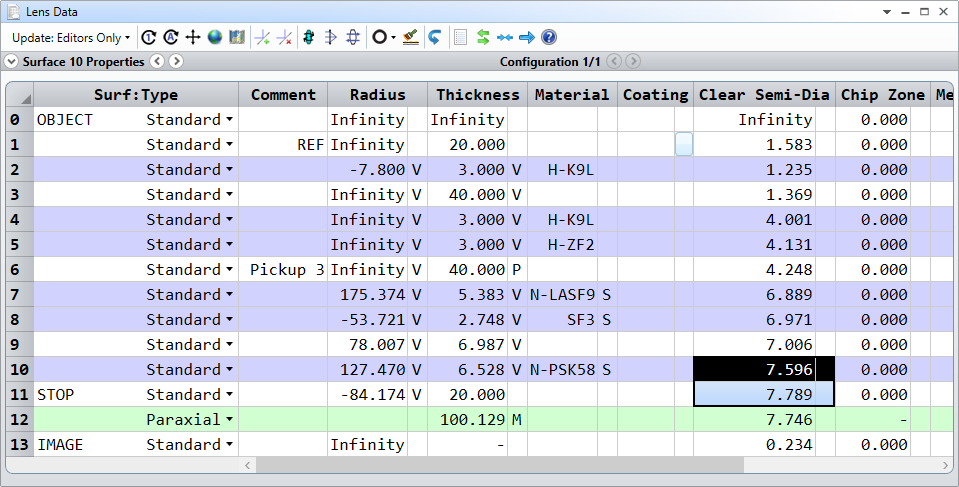 Lens Data
Update: Editors Only
Surface 10 Properties Configuration 1/1
Surf:Type Comment Radius Thickness Material Coating Clear Semi-Dia Chip Zone Me
0 OBJECT Standard Infinity Infinity Infinity 0.000
1 Standard REF Infinity 20.000 1.583 0.000
2 Standard -7.800 V 3.000 V H-K9L 1.235 0.000
3 Standard Infinity V 40.000 V 1.369 0.000
4 Standard Infinity V 3.000 V H-K9L 4.001 0.000
5 Standard Infinity V 3.000 V H-ZF2 4.131 0.000
6 Standard Pickup 3 Infinity V 40.000 P 4.248 0.000
7 Standard 175.374 V 5.383 V N-LASF9 S 6.889 0.000
8 Standard -53.721 V 2.748 V SF3 S 6.971 0.000
9 Standard 78.007 V 6.987 V 7.006 0.000
10 Standard 127.470 V 6.528 V N-PSK58 S 7.596 0.000
11 STOP Standard -84.174 V 20.000 7.789 0.000
12 Paraxial 100.129 M 7.746 -
13 IMAGE Standard Infinity - 0.234 0.000